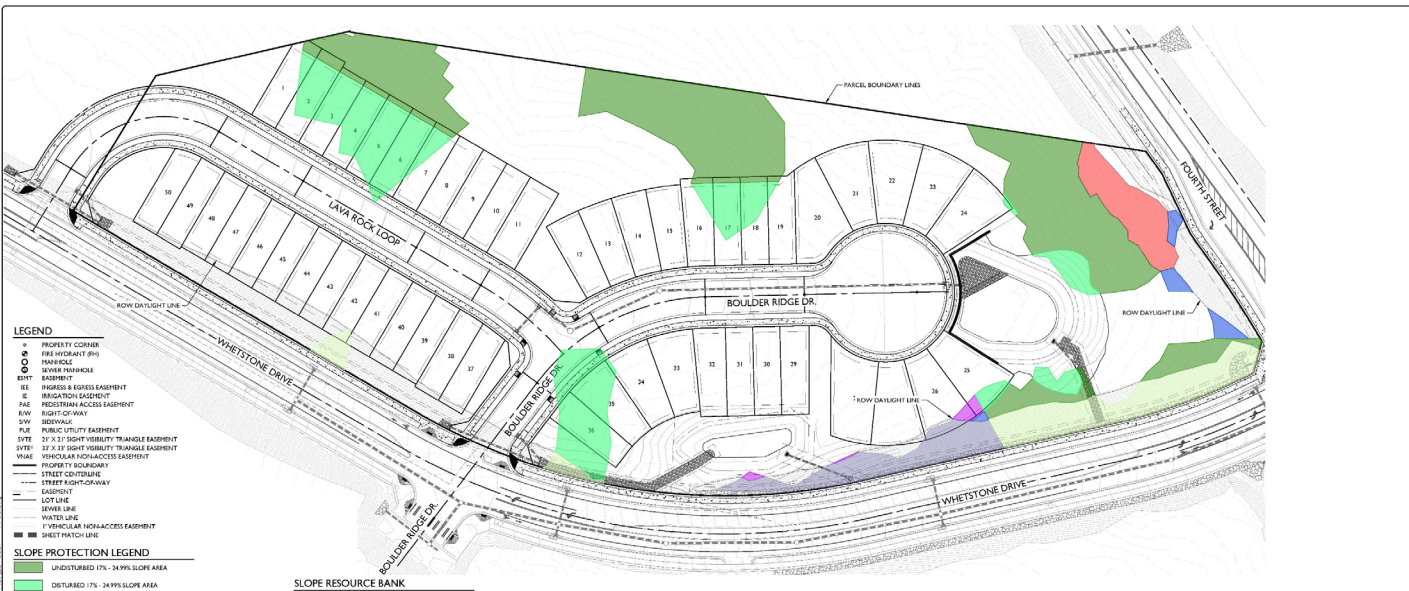 PARCEL BOUNDARY LINES
FOURTH STREET
1
2
3
4
5
6
7
8
9
10
11
12
13
14
15
16
17
18
19
20
21
22
23
24
50
49
48
47
46
45
44
43
42
41
40
39
38
37
LAVA ROCK LOOP
BOULDER RIDGE DR.
ROW DAYLIGHT LINE
ROW DAYLIGHT LINE
WHETSTONE DRIVE
BOULDER RIDGE DR.
36
35
34
33
32
31
30
29
26
25
ROW DAYLIGHT LINE
WHETSTONE DRIVE
BOULDER RIDGE DR.
LEGEND
PROPERTY CORNER
FIRE HYDRANT (FH)
MANHOLE
SEWER MANHOLE
ESMT EASEMENT
IEE INGRESS & EGRESS EASEMENT
IE IRRIGATION EASEMENT
PAE PEDESTRIAN ACCESS EASEMENT
R/W RIGHT-OF-WAY
S/W SIDEWALK
PUE PUBLIC UTILITY EASEMENT
SVTE 21' X 21' SIGHT VISIBILITY TRIANGLE EASEMENT
33' X 33' SIGHT VISIBILITY TRIANGLE EASEMENT
VNAE VEHICULAR NON-ACCESS EASEMENT
PROPERTY BOUNDARY
STREET CENTERLINE
STREET RIGHT-OF-WAY
EASEMENT
LOT LINE
SEWER LINE
WATER LINE
1' VEHICULAR NON-ACCESS EASEMENT
SHEET MATCH LINE
SLOPE PROTECTION LEGEND
UNDISTURBED 17% - 24.99% SLOPE AREA
DISTURBED 17% - 24.99% SLOPE AREA
SLOPE RESOURCE BANK